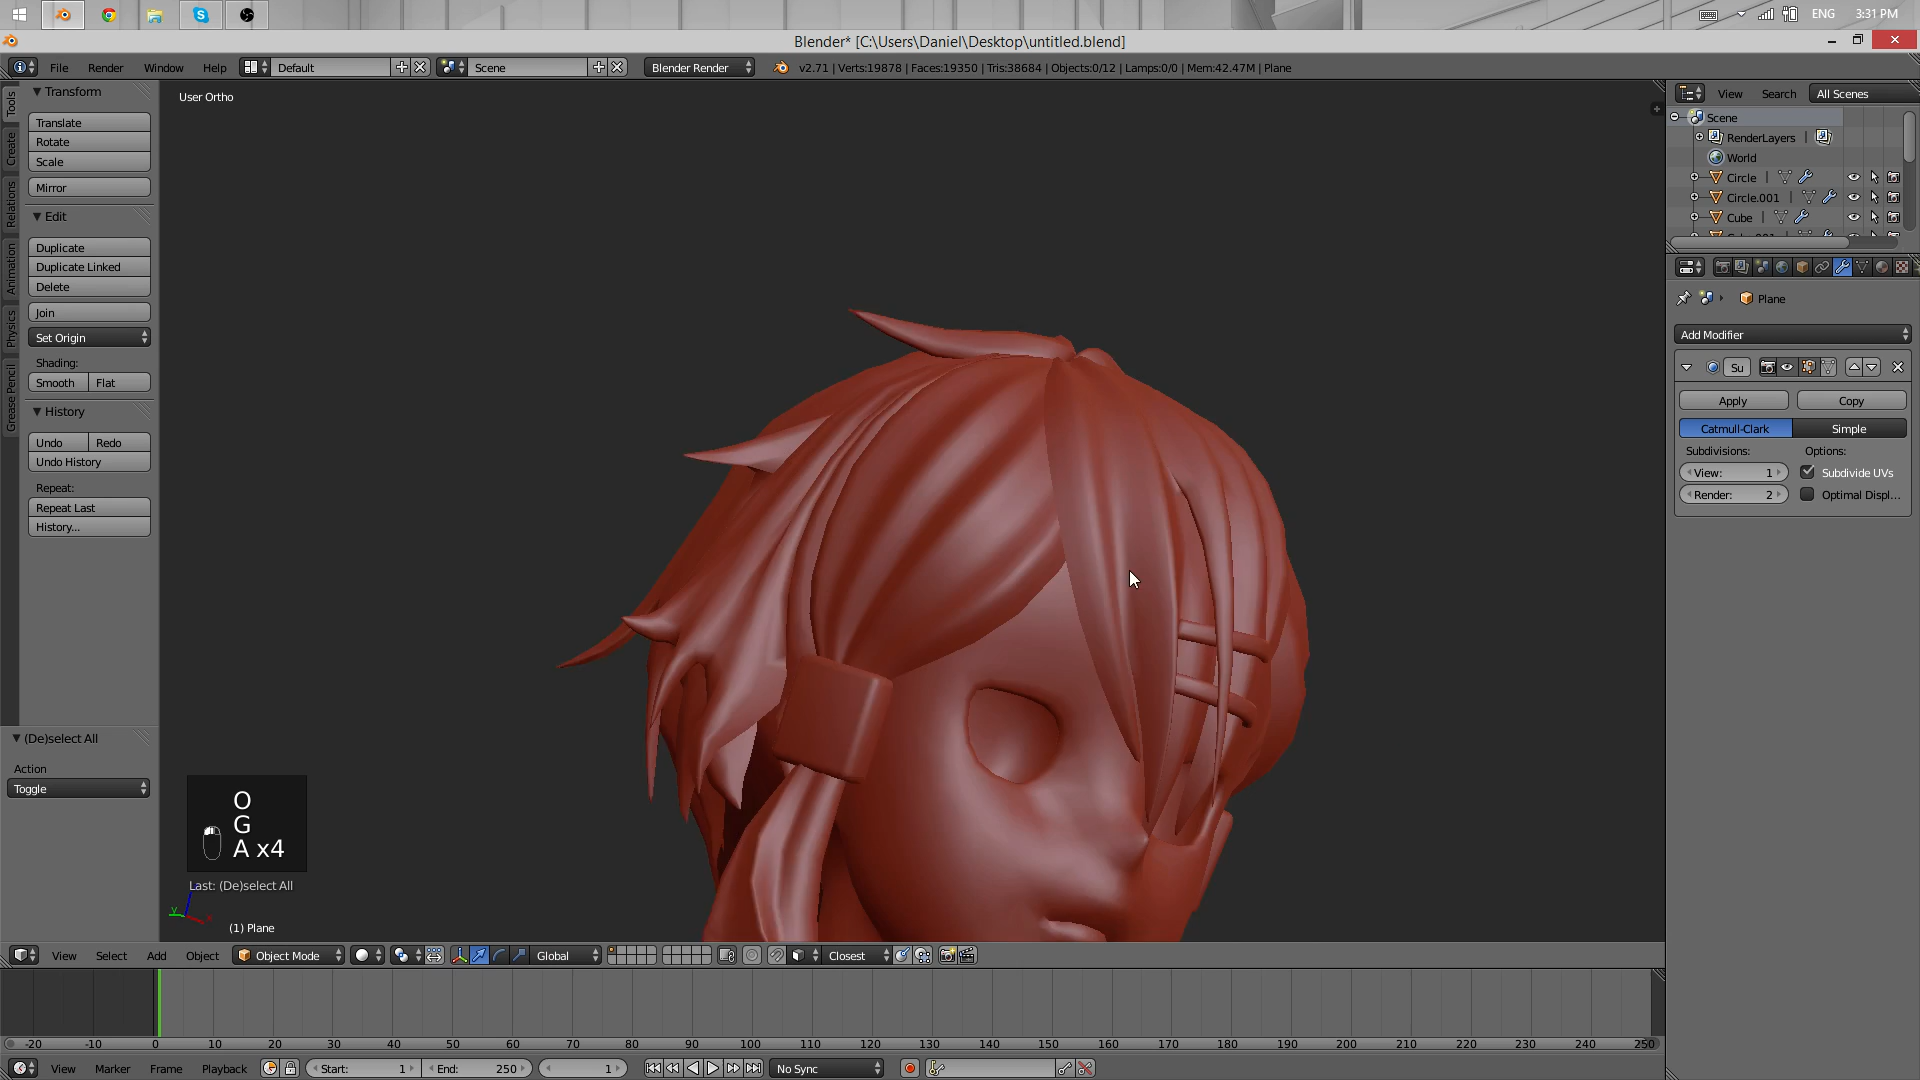 ENG 3:31 PM
Blender* [C:\Users\Daniel\Desktop\untitled.blend]
File Render Window Help Default Scene Blender Render v2.71 | Verts:19878 | Faces:19350 | Tris:38684 | Objects:0/12 | Lamps:0/0 | Mem:42.47M | Plane
Tools
Create
Relations
Animation
Physics
Grease Pencil
Transform
Translate
Rotate
Scale
Mirror
Edit
Duplicate
Duplicate Linked
Delete
Join
Set Origin
Shading:
Smooth Flat
History
Undo Redo
Undo History
Repeat:
Repeat Last
History...
(De)select All
Action
Toggle
User Ortho
O
G
A x4
Last: (De)select All
y
(1) Plane
View Search All Scenes
Scene
RenderLayers |
World
Circle |
Circle.001 |
Cube |
Plane
Add Modifier
Su
Apply Copy
Catmull-Clark Simple
Subdivisions: Options:
View: 1 Subdivide UVs
Render: 2 Optimal Displ...
View Select Add Object Object Mode Global Closest
-20 -10 0 10 20 30 40 50 60 70 80 90 100 110 120 130 140 150 160 170 180 190 200 210 220 230 240 250
View Marker Frame Playback Start: 1 End: 250 1 No Sync